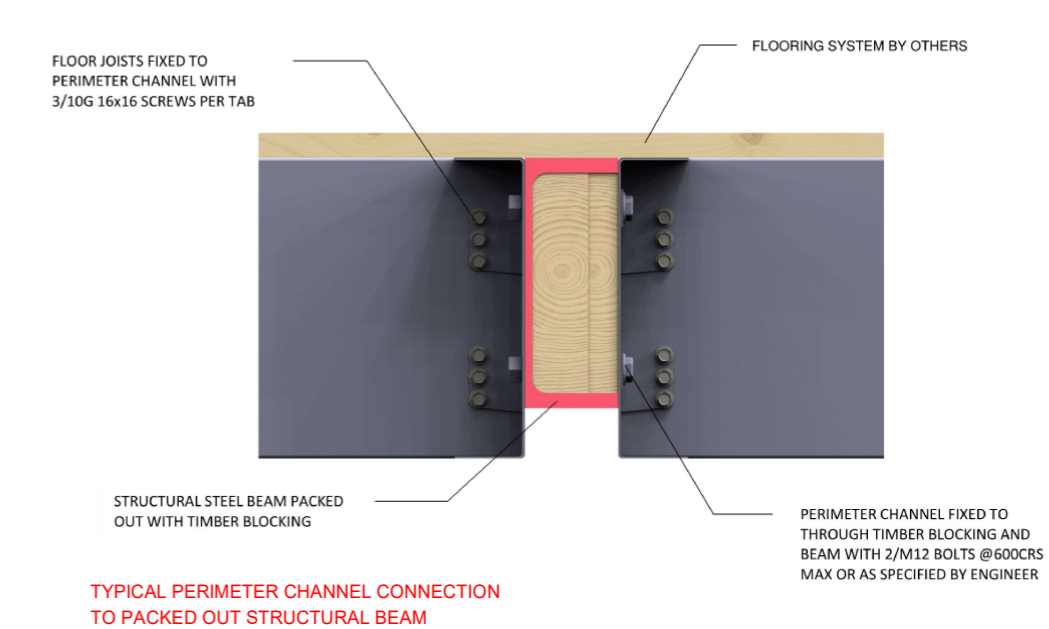 FLOORING SYSTEM BY OTHERS
FLOOR JOISTS FIXED TO
PERIMETER CHANNEL WITH
3/10G 16x16 SCREWS PER TAB
STRUCTURAL STEEL BEAM PACKED
OUT WITH TIMBER BLOCKING
PERIMETER CHANNEL FIXED TO
THROUGH TIMBER BLOCKING AND
BEAM WITH 2/M12 BOLTS @600CRS
MAX OR AS SPECIFIED BY ENGINEER
TYPICAL PERIMETER CHANNEL CONNECTION
TO PACKED OUT STRUCTURAL BEAM